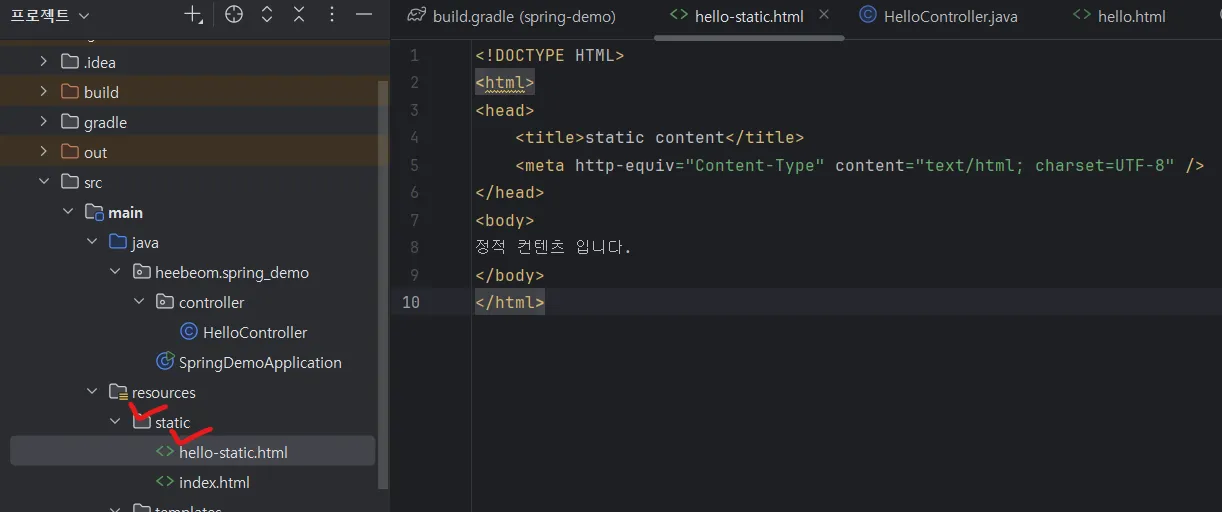 프로젝트
build.gradle (spring-demo)
hello-static.html
HelloController.java
hello.html
.idea
build
gradle
out
src
main
java
heebeom.spring_demo
controller
HelloController
SpringDemoApplication
resources
static
hello-static.html
index.html
templates
1 <!DOCTYPE HTML>
2 <html>
3 <head>
4 <title>static content</title>
5 <meta http-equiv="Content-Type" content="text/html; charset=UTF-8" />
6 </head>
7 <body>
8 정적 컨텐츠 입니다.
9 </body>
10 </html>